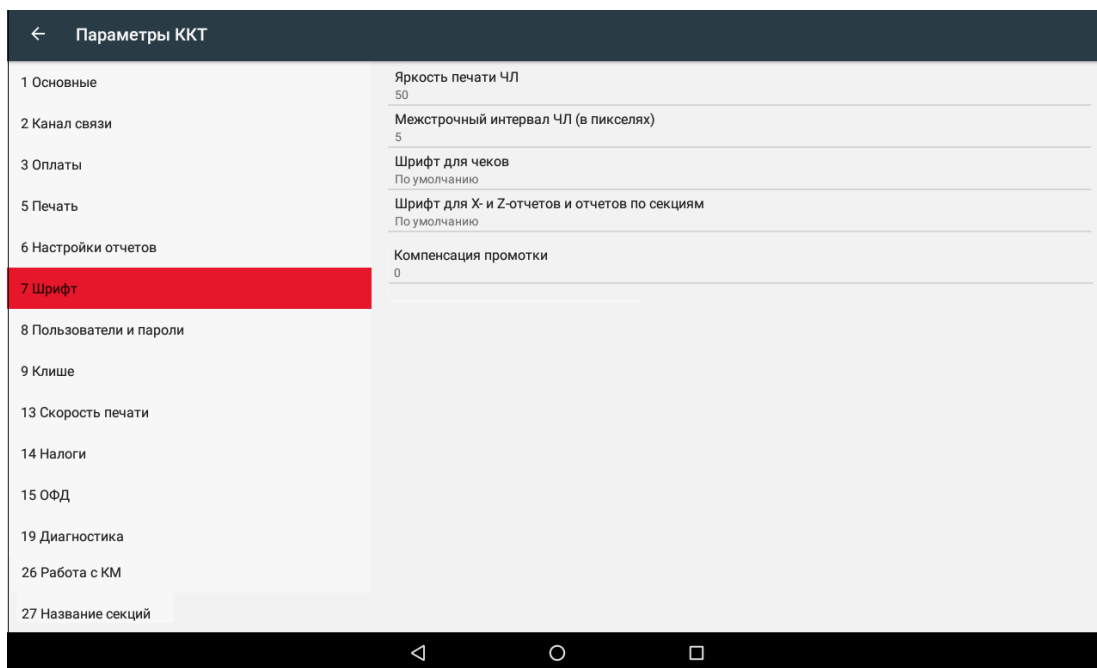 Параметры ККТ
1 Основные
2 Канал связи
3 Оплаты
5 Печать
6 Настройки отчетов
7 Шрифт
8 Пользователи и пароли
9 Клише
13 Скорость печати
14 Налоги
15 ОФД
19 Диагностика
26 Работа с КМ
27 Название секций
Яркость печати ЧЛ
50
Межстрочный интервал ЧЛ (в пикселях)
5
Шрифт для чеков
По умолчанию
Шрифт для X- и Z-отчетов и отчетов по секциям
По умолчанию
Компенсация промотки
0